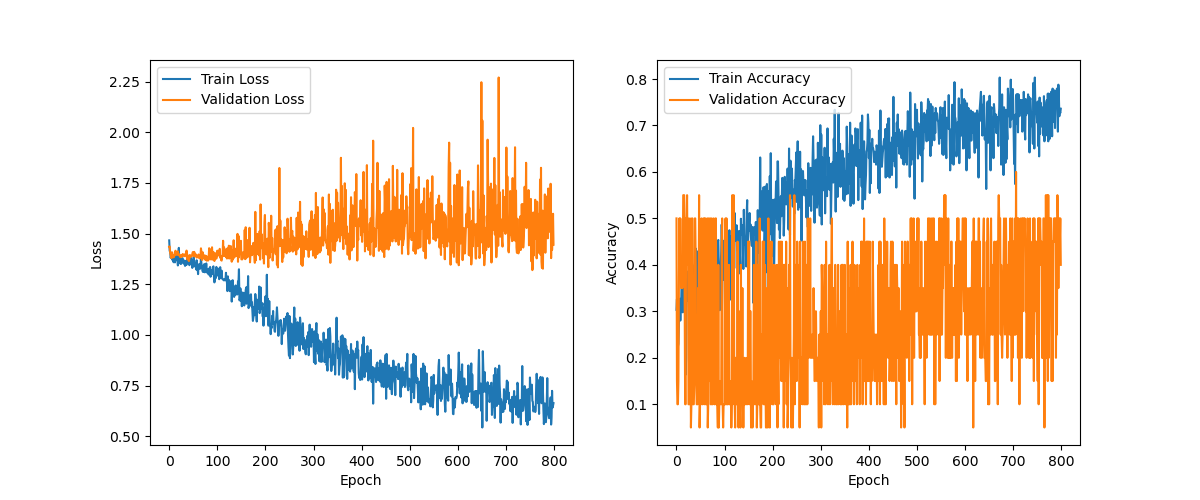 Train Loss
Validation Loss
2.25
2.00
1.75
1.50
1.25
1.00
0.75
0.50
Loss
0 100 200 300 400 500 600 700 800
Epoch
Train Accuracy
Validation Accuracy
0.8
0.7
0.6
0.5
0.4
0.3
0.2
0.1
Accuracy
0 100 200 300 400 500 600 700 800
Epoch